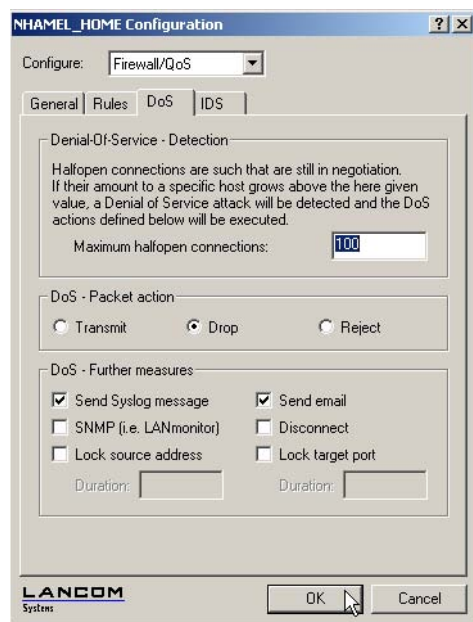 NHAMEL_HOME Configuration
Configure: Firewall/QoS
General Rules DoS IDS
Denial-Of-Service - Detection
Halfopen connections are such that are still in negotiation.
If their amount to a specific host grows above the here given
value, a Denial of Service attack will be detected and the DoS
actions defined below will be executed.
Maximum halfopen connections: 100
DoS - Packet action
Transmit Drop Reject
DoS - Further measures
Send Syslog message Send email
SNMP (i.e. LANmonitor) Disconnect
Lock source address Lock target port
Duration: Duration:
LANCOM
Systems
OK Cancel